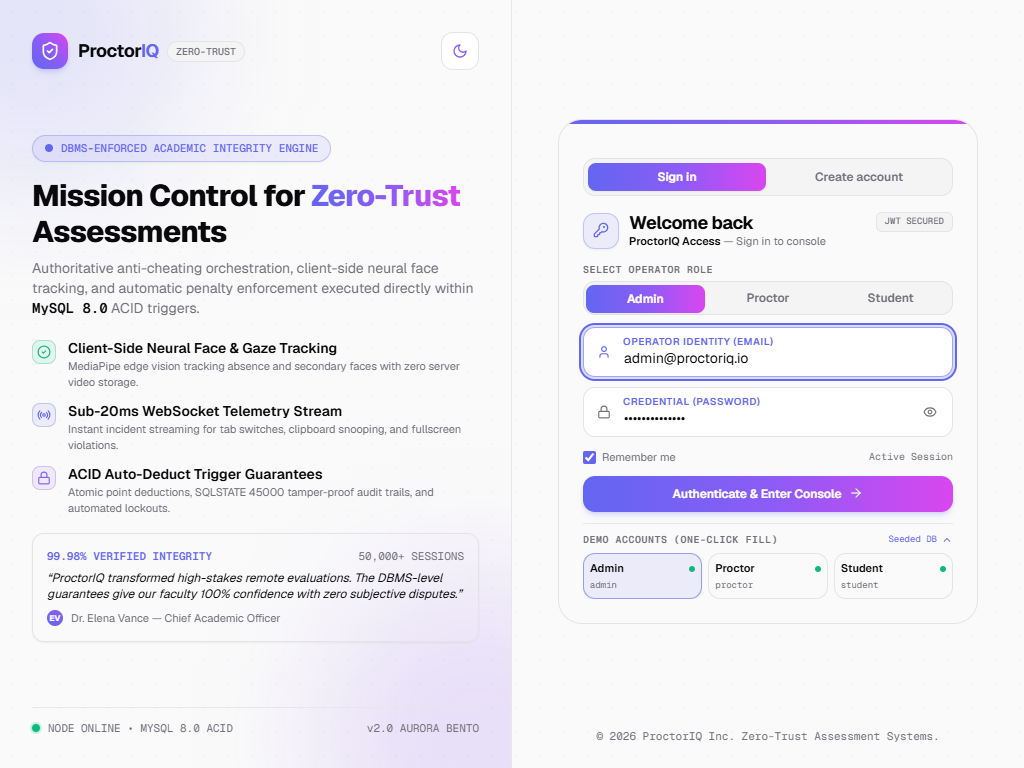 ProctorIQ ZERO-TRUST
DBMS-ENFORCED ACADEMIC INTEGRITY ENGINE
Mission Control for Zero-Trust
Assessments
Authoritative anti-cheating orchestration, client-side neural face
tracking, and automatic penalty enforcement executed directly within
MySQL 8.0 ACID triggers.
Client-Side Neural Face & Gaze Tracking
MediaPipe edge vision tracking absence and secondary faces with zero server
video storage.
Sub-20ms WebSocket Telemetry Stream
Instant incident streaming for tab switches, clipboard snooping, and fullscreen
violations.
ACID Auto-Deduct Trigger Guarantees
Atomic point deductions, SQLSTATE 45000 tamper-proof audit trails, and
automated lockouts.
99.98% VERIFIED INTEGRITY 50,000+ SESSIONS
“ProctorIQ transformed high-stakes remote evaluations. The DBMS-level
guarantees give our faculty 100% confidence with zero subjective disputes.”
EV Dr. Elena Vance — Chief Academic Officer
NODE ONLINE • MYSQL 8.0 ACID v2.0 AURORA BENTO
Sign in Create account
Welcome back JWT SECURED
ProctorIQ Access — Sign in to console
SELECT OPERATOR ROLE
Admin Proctor Student
OPERATOR IDENTITY (EMAIL)
admin@proctoriq.io
CREDENTIAL (PASSWORD)
••••••••••••••
Remember me Active Session
Authenticate & Enter Console →
DEMO ACCOUNTS (ONE-CLICK FILL) Seeded DB
Admin Proctor Student
admin proctor student
© 2026 ProctorIQ Inc. Zero-Trust Assessment Systems.